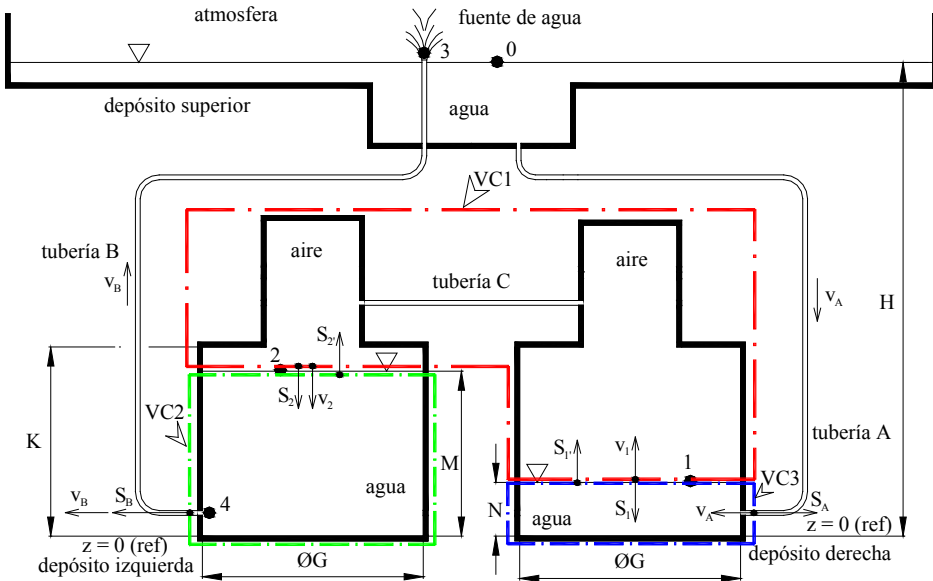 atmosfera
fuente de agua
3
0
depósito superior
agua
VC1
tubería B
v_B
aire
tubería C
aire
v_A
H
S_2'
2
S_2
v_2
VC2
K
M
tubería A
S_1'
v_1
1
VC3
v_B
S_B
4
agua
N
agua
S_1
v_A
S_A
z = 0 (ref)
z = 0 (ref)
depósito izquierda
depósito derecha
ØG
ØG